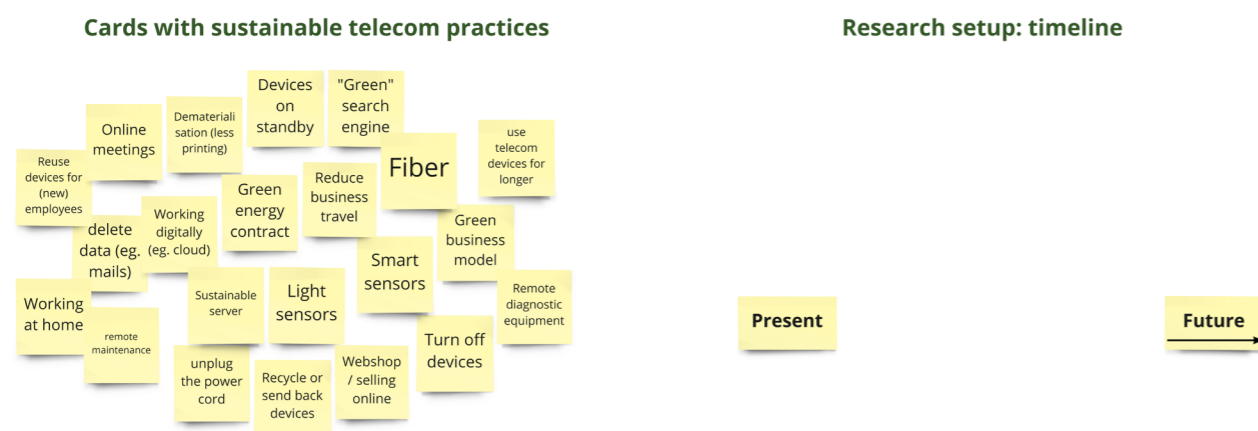 Cards with sustainable telecom practices
Research setup: timeline
Devices
on
standby
"Green"
search
engine
Online
meetings
Demateriali
sation (less
printing)
use
telecom
devices for
longer
Fiber
Reuse
devices for
(new)
employees
Green
energy
contract
Reduce
business
travel
delete
data (eg.
mails)
Working
digitally
(eg. cloud)
Green
business
model
Smart
sensors
Working
at home
Sustainable
server
Light
sensors
Remote
diagnostic
equipment
remote
maintenance
Turn off
devices
unplug
the power
cord
Recycle or
send back
devices
Webshop
/ selling
online
Present
Future